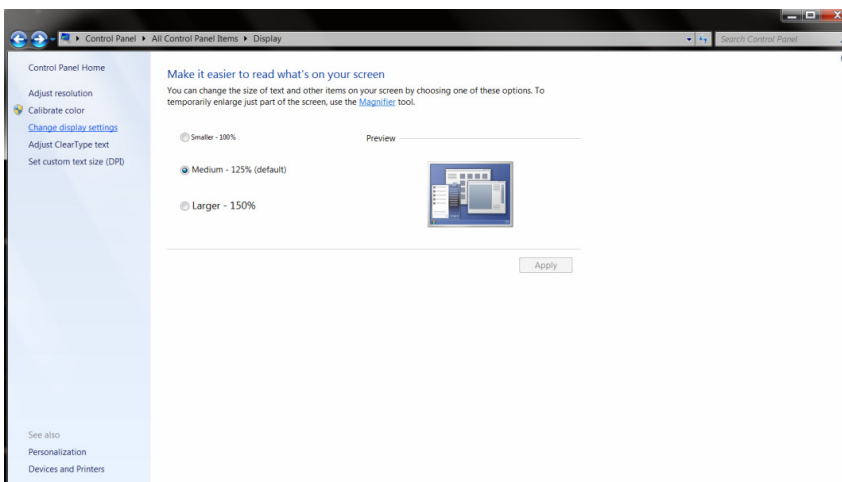 Control Panel ▸ All Control Panel Items ▸ Display
Search Control Panel
Control Panel Home
Adjust resolution
Calibrate color
Change display settings
Adjust ClearType text
Set custom text size (DPI)
See also
Personalization
Devices and Printers
Make it easier to read what's on your screen
You can change the size of text and other items on your screen by choosing one of these options. To
temporarily enlarge just part of the screen, use the Magnifier tool.
Smaller - 100%
Medium - 125% (default)
Larger - 150%
Preview
Apply